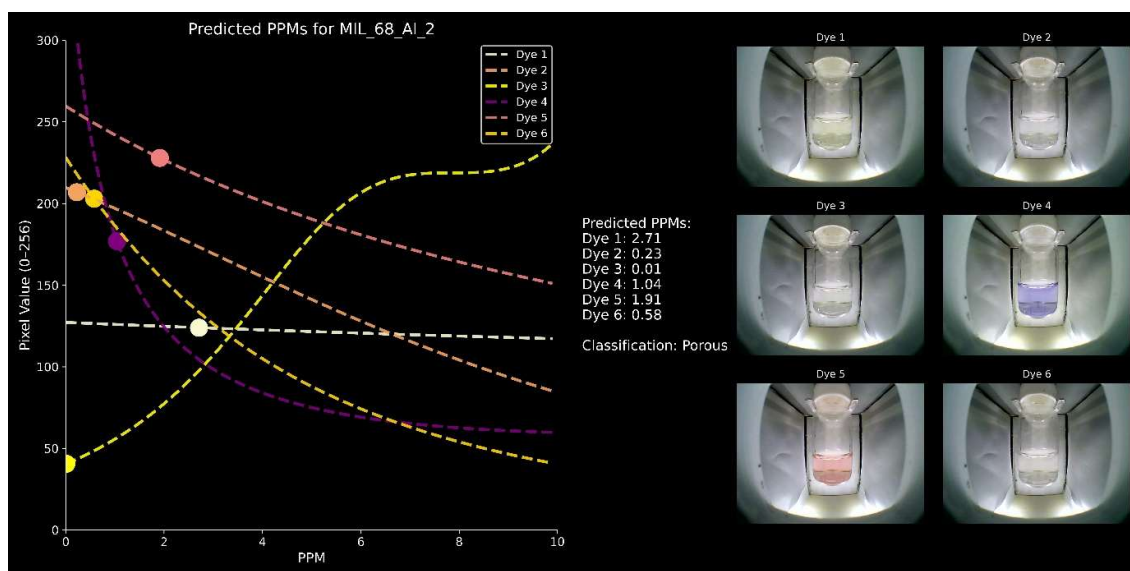 Predicted PPMs for MIL_68_Al_2
300
250
200
150
100
50
0
Pixel Value (0–256)
0 2 4 6 8 10
PPM
Dye 1
Dye 2
Dye 3
Dye 4
Dye 5
Dye 6
Predicted PPMs:
Dye 1: 2.71
Dye 2: 0.23
Dye 3: 0.01
Dye 4: 1.04
Dye 5: 1.91
Dye 6: 0.58
Classification: Porous
Dye 1
Dye 2
Dye 3
Dye 4
Dye 5
Dye 6